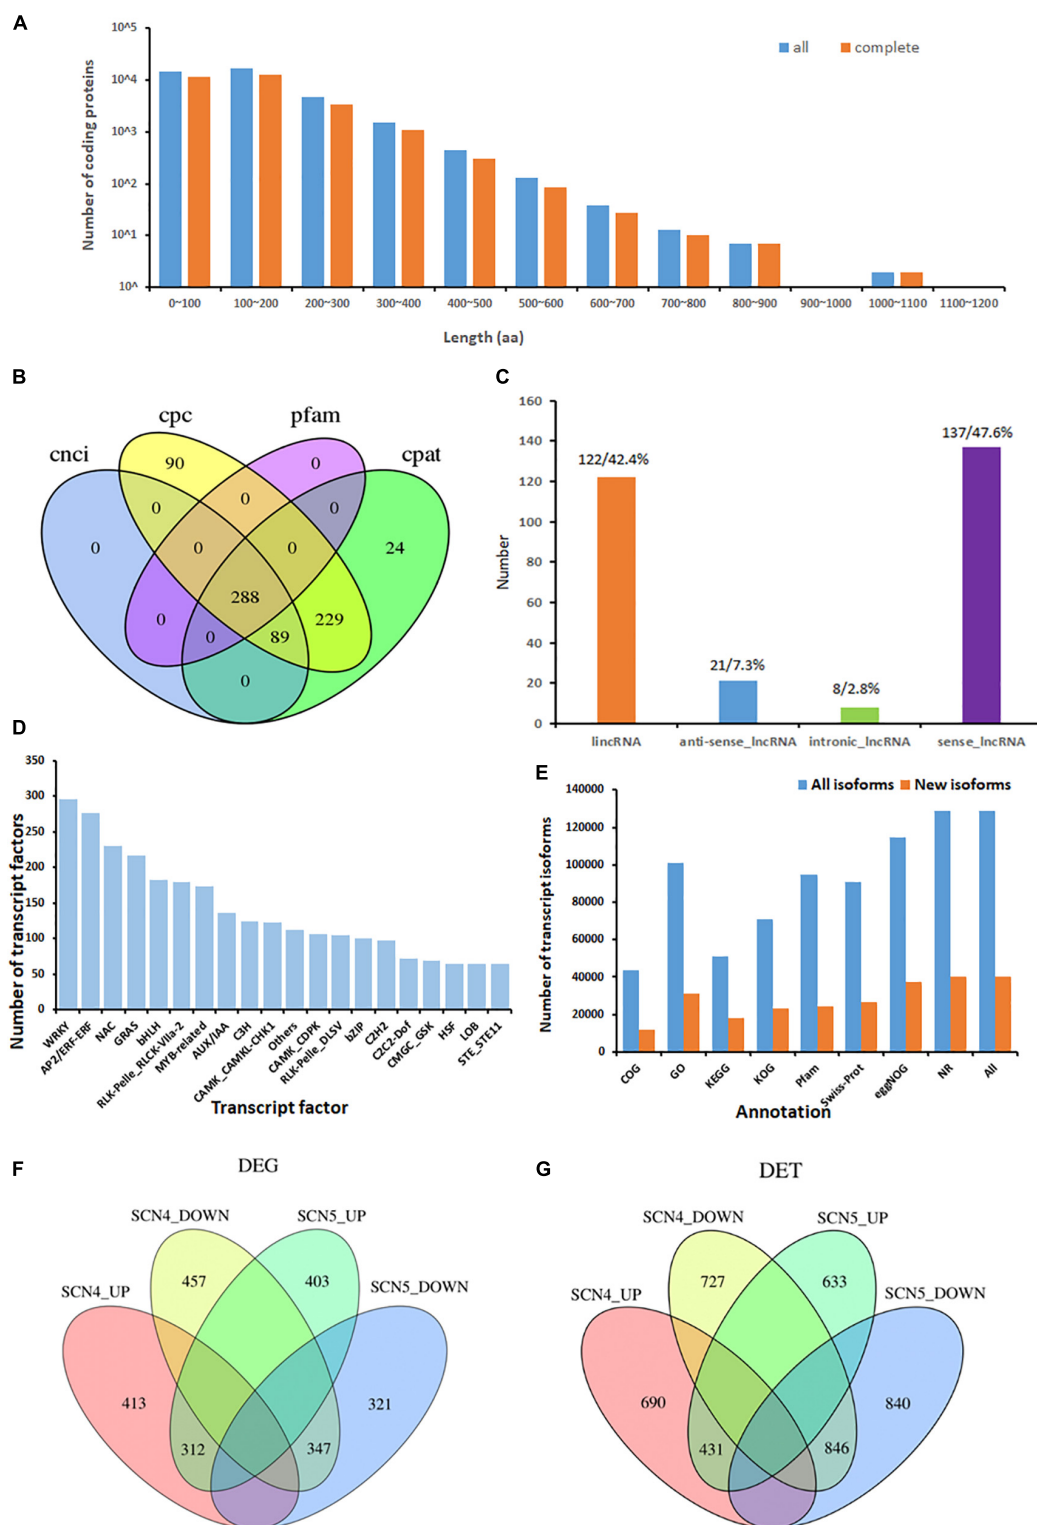 A
10^5
10^4
10^3
10^2
10^1
10^
Number of coding proteins
all
complete
0~100
100~200
200~300
300~400
400~500
500~600
600~700
700~800
800~900
900~1000
1000~1100
1100~1200
Length (aa)
B
cnci
cpc
pfam
cpat
90
0
0
0
0
0
0
0
24
288
0
0
89
229
0
C
160
140
120
100
80
60
40
20
0
Number
122/42.4%
21/7.3%
8/2.8%
137/47.6%
lincRNA
anti-sense_lncRNA
intronic_lncRNA
sense_lncRNA
D
350
300
250
200
150
100
50
0
Number of transcript factors
WRKY
AP2/ERF-ERF
NAC
GRAS
bHLH
RLK-Pelle_RLCK-VIIa-2
MYB-related
AUX/IAA
C3H
CAMK_CAMKL-CHK1
Others
CAMK_CDPK
RLK-Pelle_DLSV
bZIP
C2H2
C2C2-Dof
CMGC_GSK
HSF
LOB
STE_STE11
Transcript factor
E
All isoforms
New isoforms
140000
120000
100000
80000
60000
40000
20000
0
Number of transcript isoforms
COG
GO
KEGG
KOG
Pfam
Swiss-Prot
eggNOG
NR
All
Annotation
F
DEG
SCN4_UP
SCN4_DOWN
SCN5_UP
SCN5_DOWN
457
403
413
321
312
347
G
DET
SCN4_UP
SCN4_DOWN
SCN5_UP
SCN5_DOWN
727
633
690
840
431
846